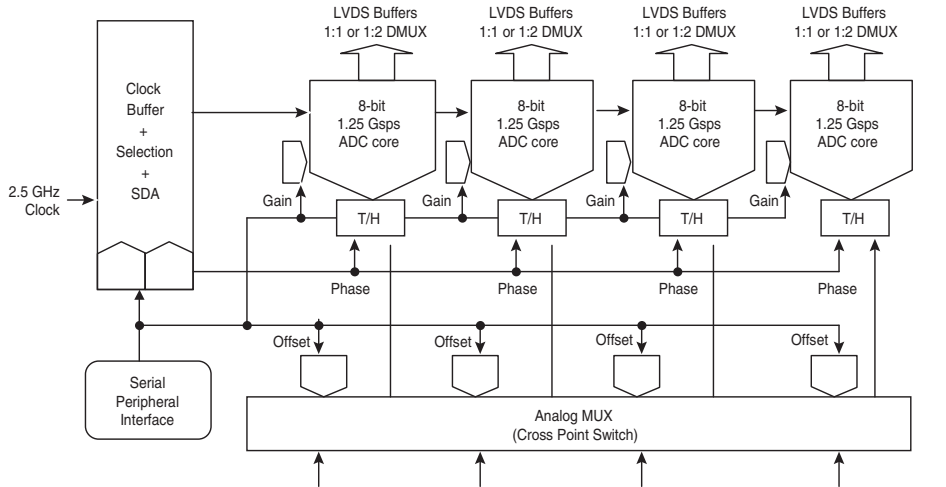 LVDS Buffers
1:1 or 1:2 DMUX
LVDS Buffers
1:1 or 1:2 DMUX
LVDS Buffers
1:1 or 1:2 DMUX
LVDS Buffers
1:1 or 1:2 DMUX
Clock
Buffer
+
Selection
+
SDA
8-bit
1.25 Gsps
ADC core
8-bit
1.25 Gsps
ADC core
8-bit
1.25 Gsps
ADC core
8-bit
1.25 Gsps
ADC core
2.5 GHz
Clock
Gain
Gain
Gain
Gain
T/H
T/H
T/H
T/H
Phase
Phase
Phase
Phase
Offset
Offset
Offset
Offset
Serial
Peripheral
Interface
Analog MUX
(Cross Point Switch)